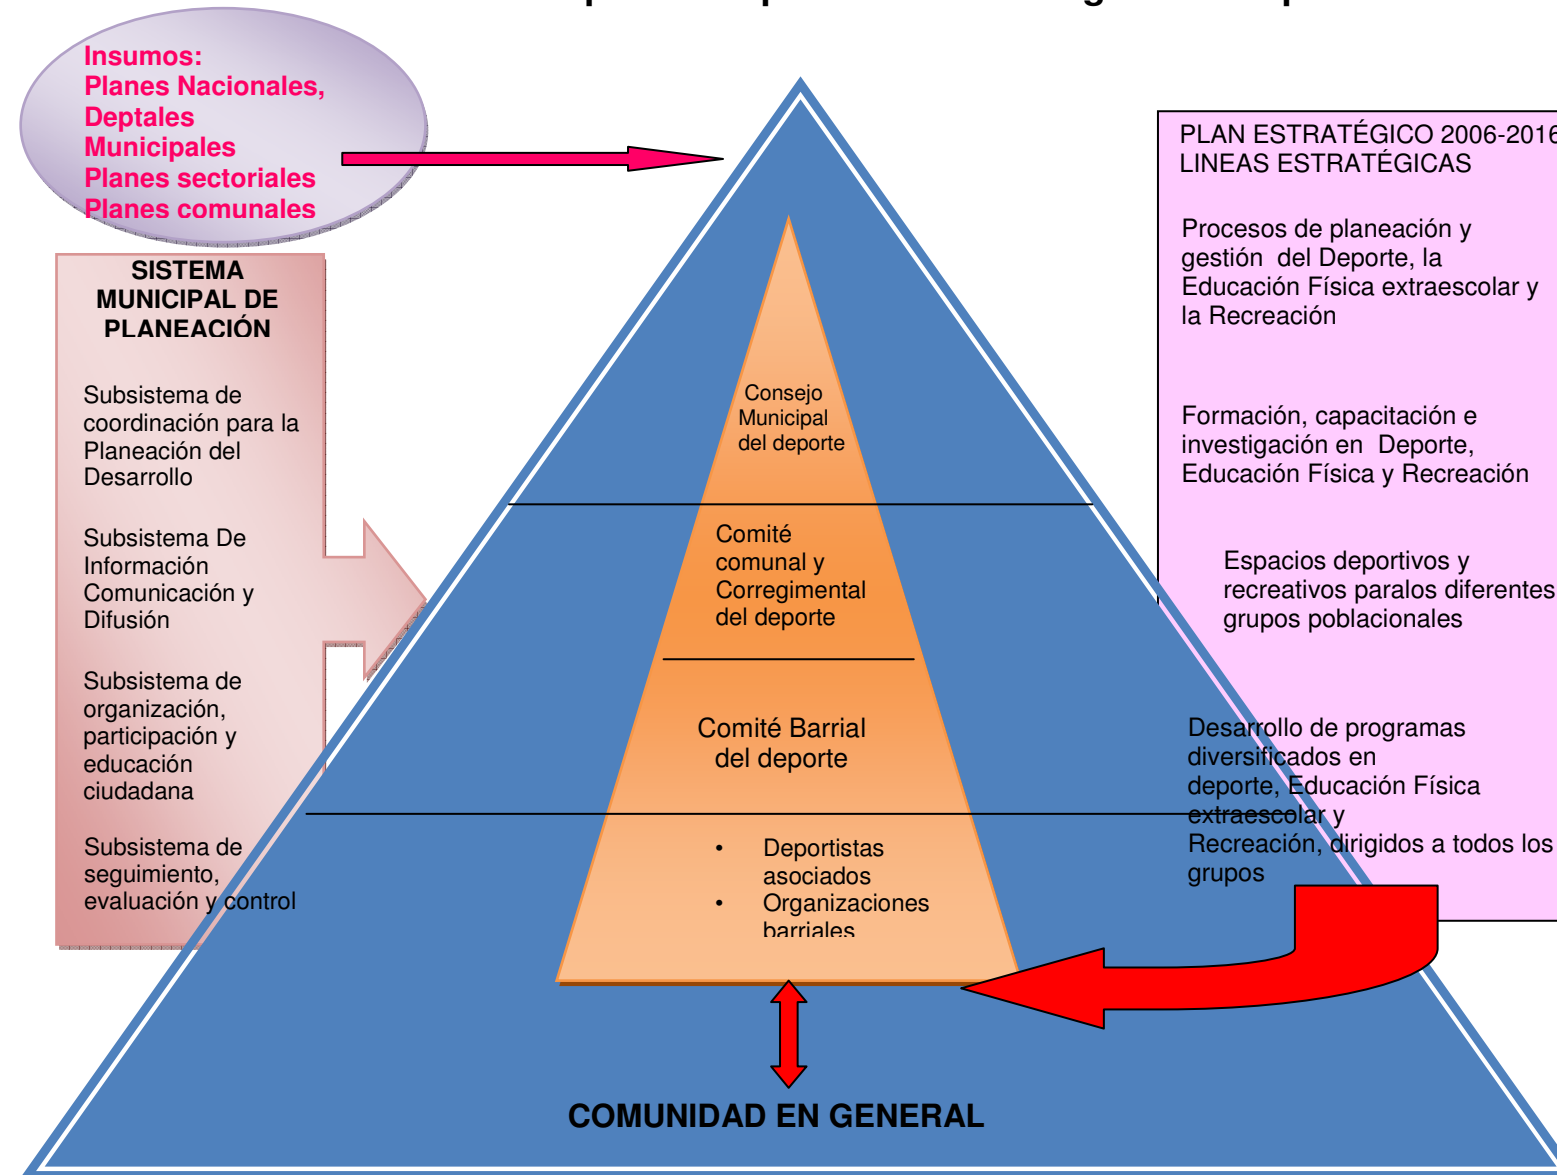 Insumos:
Planes Nacionales,
Deptales
Municipales
Planes sectoriales
Planes comunales
SISTEMA
MUNICIPAL DE
PLANEACIÓN
Subsistema de
coordinación para la
Planeación del
Desarrollo
Subsistema De
Información
Comunicación y
Difusión
Subsistema de
organización,
participación y
educación
ciudadana
Subsistema de
seguimiento,
evaluación y control
Consejo
Municipal
del deporte
Comité
comunal y
Corregimental
del deporte
Comité Barrial
del deporte
• Deportistas
asociados
• Organizaciones
barriales
COMUNIDAD EN GENERAL
PLAN ESTRATÉGICO 2006-2016
LINEAS ESTRATÉGICAS
Procesos de planeación y
gestión del Deporte, la
Educación Física extraescolar y
la Recreación
Formación, capacitación e
investigación en Deporte,
Educación Física y Recreación
Espacios deportivos y
recreativos paralos diferentes
grupos poblacionales
Desarrollo de programas
diversificados en
deporte, Educación Física
extraescolar y
Recreación, dirigidos a todos los
grupos